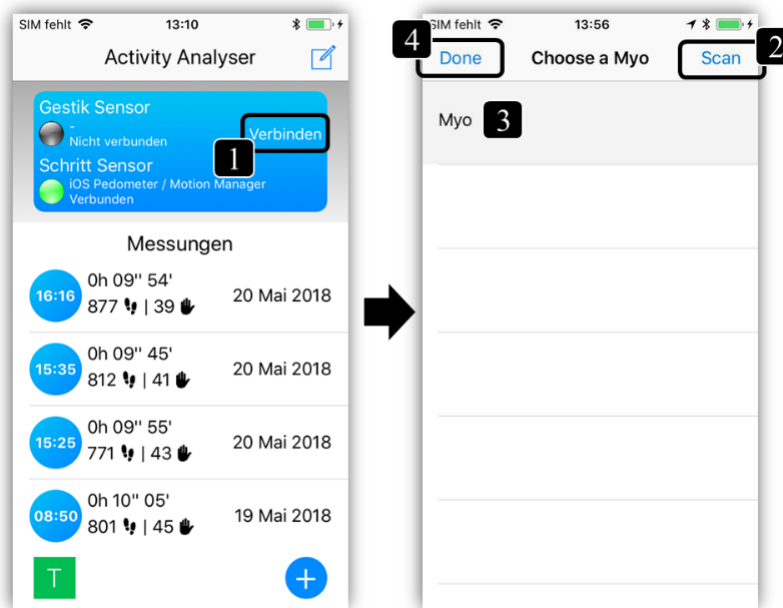 SIM fehlt 13:10
Activity Analyser
Gestik Sensor
-
Nicht verbunden
Verbinden
1
Schritt Sensor
iOS Pedometer / Motion Manager
Verbunden
Messungen
16:16
0h 09'' 54'
877 | 39
20 Mai 2018
15:35
0h 09'' 45'
812 | 41
20 Mai 2018
15:25
0h 09'' 55'
771 | 43
20 Mai 2018
08:50
0h 10'' 05'
801 | 45
19 Mai 2018
T
+
SIM fehlt 13:56
4
Done Choose a Myo Scan
2
Myo 3